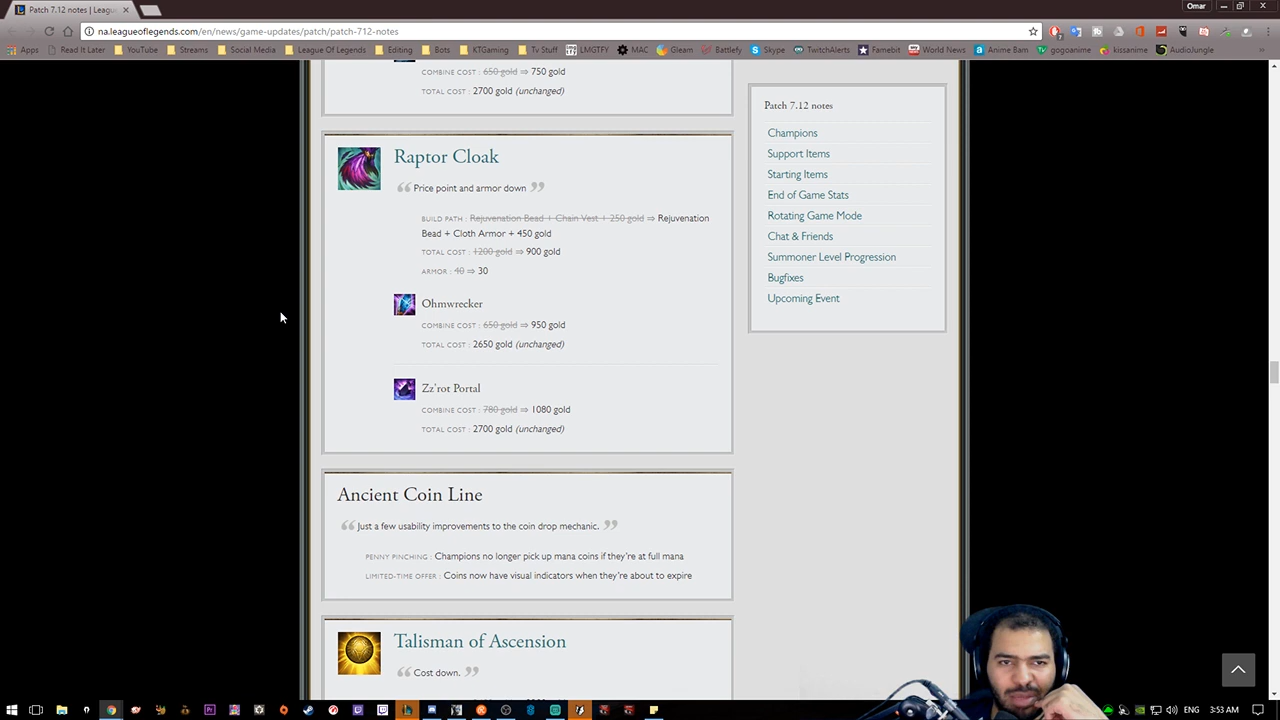 Patch 7.12 notes | Leagu
Omar
na.leagueoflegends.com/en/news/game-updates/patch/patch-712-notes
Apps Read It Later YouTube Streams Social Media League Of Legends Editing Bots KTGaming Tv Stuff LMGTFY MAC Gleam Battlefy Skype TwitchAlerts Famebit World News Anime Bam gogoanime kissanime AudioJungle
COMBINE COST : 650 gold ⇒ 750 gold
TOTAL COST : 2700 gold (unchanged)
Raptor Cloak
Price point and armor down
BUILD PATH : Rejuvenation Bead + Chain Vest + 250 gold ⇒ Rejuvenation
Bead + Cloth Armor + 450 gold
TOTAL COST : 1200 gold ⇒ 900 gold
ARMOR : 40 ⇒ 30
Ohmwrecker
COMBINE COST : 650 gold ⇒ 950 gold
TOTAL COST : 2650 gold (unchanged)
Zz'rot Portal
COMBINE COST : 780 gold ⇒ 1080 gold
TOTAL COST : 2700 gold (unchanged)
Ancient Coin Line
Just a few usability improvements to the coin drop mechanic.
PENNY PINCHING : Champions no longer pick up mana coins if they're at full mana
LIMITED-TIME OFFER : Coins now have visual indicators when they're about to expire
Talisman of Ascension
Cost down.
Patch 7.12 notes
Champions
Support Items
Starting Items
End of Game Stats
Rotating Game Mode
Chat & Friends
Summoner Level Progression
Bugfixes
Upcoming Event
ENG 3:53 AM